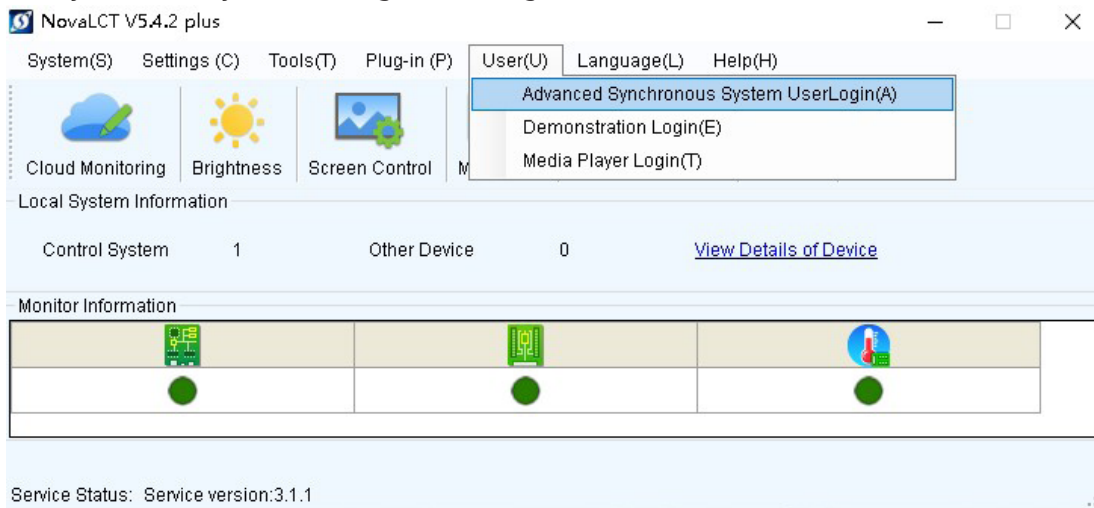 NovaLCT V5.4.2 plus
System(S) Settings (C) Tools(T) Plug-in (P) User(U) Language(L) Help(H)
Advanced Synchronous System UserLogin(A)
Demonstration Login(E)
Media Player Login(T)
Cloud Monitoring Brightness Screen Control
Local System Information
Control System 1 Other Device 0 View Details of Device
Monitor Information
Service Status: Service version:3.1.1